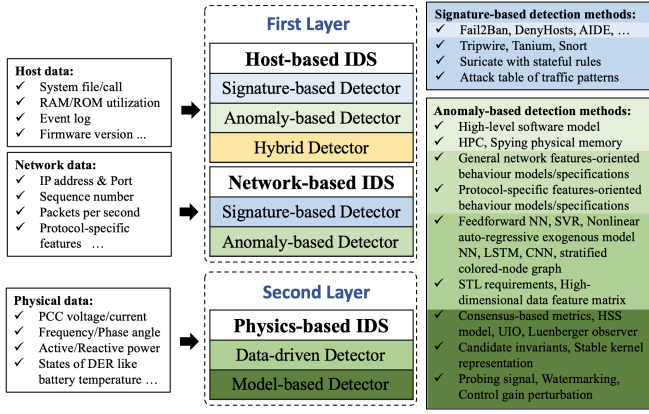 Host data:
✓ System file/call
✓ RAM/ROM utilization
✓ Event log
✓ Firmware version ...
Network data:
✓ IP address & Port
✓ Sequence number
✓ Packets per second
✓ Protocol-specific
features ...
Physical data:
✓ PCC voltage/current
✓ Frequency/Phase angle
✓ Active/Reactive power
✓ States of DER like
battery temperature ...
First Layer
Host-based IDS
Signature-based Detector
Anomaly-based Detector
Hybrid Detector
Network-based IDS
Signature-based Detector
Anomaly-based Detector
Second Layer
Physics-based IDS
Data-driven Detector
Model-based Detector
Signature-based detection methods:
✓ Fail2Ban, DenyHosts, AIDE, ...
✓ Tripwire, Tanium, Snort
✓ Suricate with stateful rules
✓ Attack table of traffic patterns
Anomaly-based detection methods:
✓ High-level software model
✓ HPC, Spying physical memory
✓ General network features-oriented
behaviour models/specifications
✓ Protocol-specific features-oriented
behaviour models/specifications
✓ Feedforward NN, SVR, Nonlinear
auto-regressive exogenous model
NN, LSTM, CNN, stratified
colored-node graph
✓ STL requirements, High-
dimensional data feature matrix
✓ Consensus-based metrics, HSS
model, UIO, Luenberger observer
✓ Candidate invariants, Stable kernel
representation
✓ Probing signal, Watermarking,
Control gain perturbation